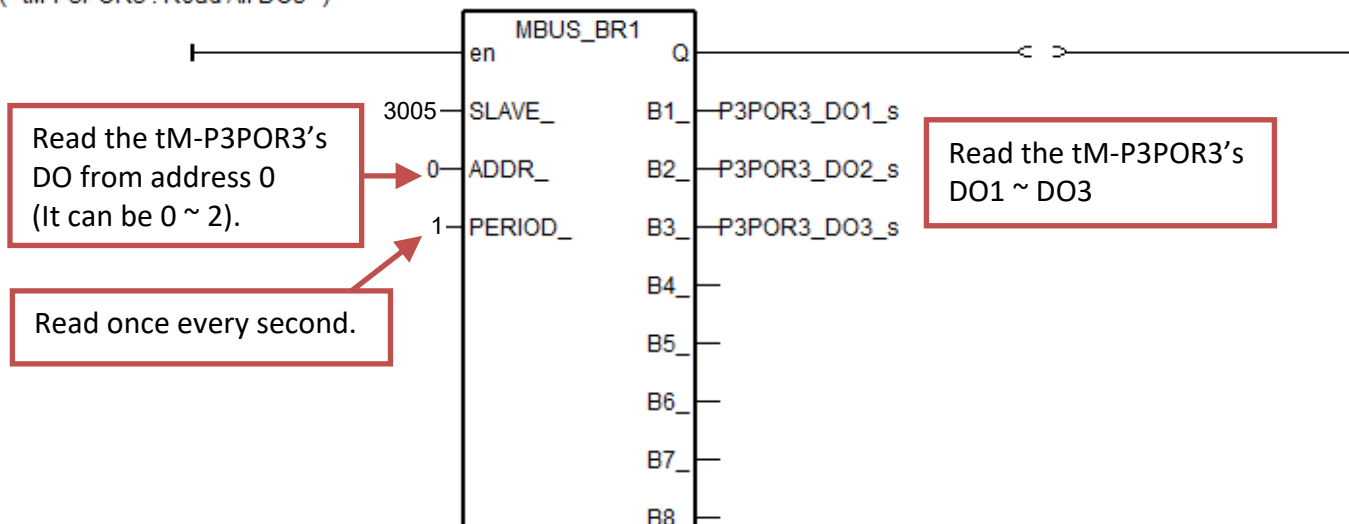 MBUS_BR1
en Q
3005 SLAVE_ B1_ P3POR3_DO1_s
0 ADDR_ B2_ P3POR3_DO2_s
1 PERIOD_ B3_ P3POR3_DO3_s
B4_
B5_
B6_
B7_
B8_
Read the tM-P3POR3’s
DO from address 0
(It can be 0 ~ 2).
Read once every second.
Read the tM-P3POR3’s
DO1 ~ DO3